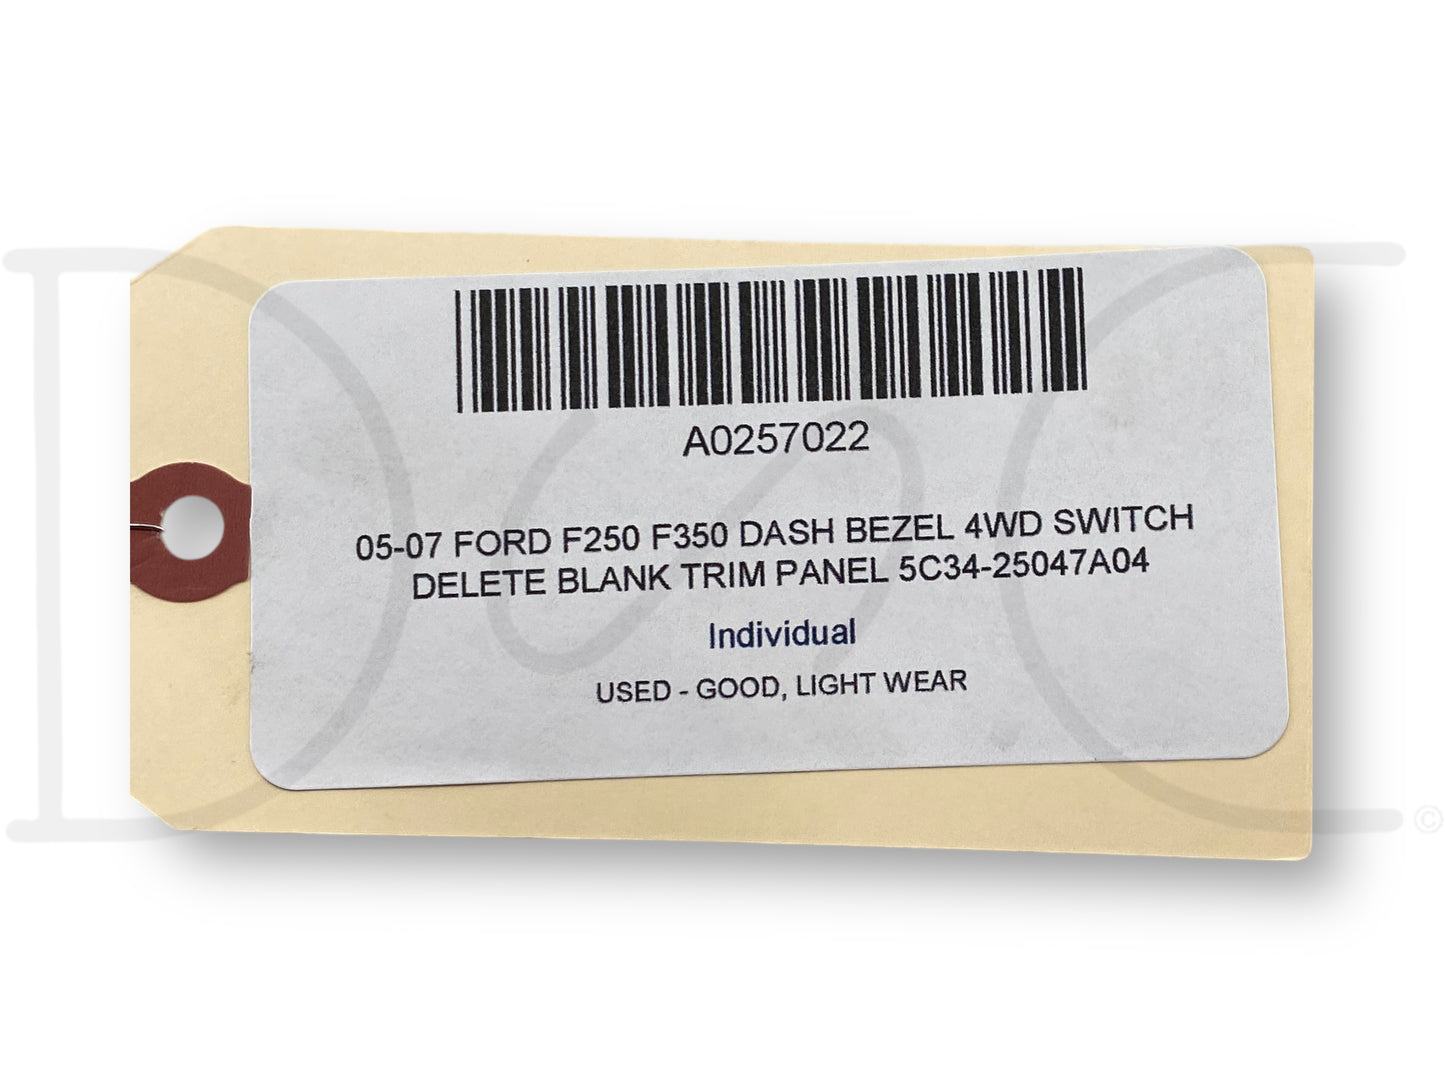 A0257022
05-07 FORD F250 F350 DASH BEZEL 4WD SWITCH
DELETE BLANK TRIM PANEL 5C34-25047A04
Individual
USED - GOOD, LIGHT WEAR
©